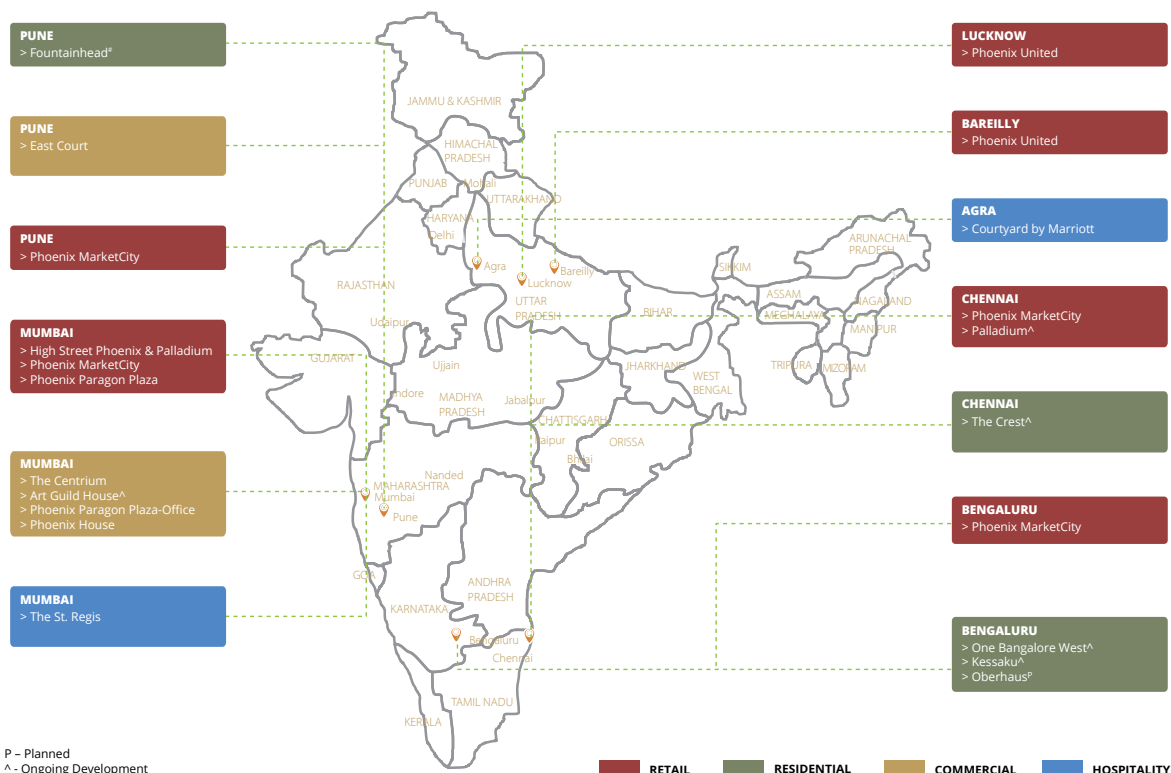 PUNE
> Fountainhead#
PUNE
> East Court
PUNE
> Phoenix MarketCity
MUMBAI
> High Street Phoenix & Palladium
> Phoenix MarketCity
> Phoenix Paragon Plaza
MUMBAI
> The Centrium
> Art Guild House^
> Phoenix Paragon Plaza-Office
> Phoenix House
MUMBAI
> The St. Regis
JAMMU & KASHMIR
HIMACHAL
PRADESH
PUNJAB
Mohali
UTTARAKHAND
HARYANA
Delhi
Agra
Bareilly
Lucknow
RAJASTHAN
UTTAR
PRADESH
BIHAR
SIKKIM
ARUNACHAL
PRADESH
ASSAM
NAGALAND
MEGHALAYA
MANIPUR
TRIPURA
MIZORAM
Udaipur
GUJARAT
Ujjain
JHARKHAND
WEST
BENGAL
Indore
MADHYA
PRADESH
Jabalpur
CHATTISGARH
Raipur
ORISSA
Bhilai
Nanded
MAHARASHTRA
Mumbai
Pune
GOA
ANDHRA
PRADESH
KARNATAKA
Bengaluru
Chennai
TAMIL NADU
KERALA
LUCKNOW
> Phoenix United
BAREILLY
> Phoenix United
AGRA
> Courtyard by Marriott
CHENNAI
> Phoenix MarketCity
> Palladium^
CHENNAI
> The Crest^
BENGALURU
> Phoenix MarketCity
BENGALURU
> One Bangalore West^
> Kessaku^
> Oberhausᴾ
P – Planned
^ - Ongoing Development
RETAIL
RESIDENTIAL
COMMERCIAL
HOSPITALITY